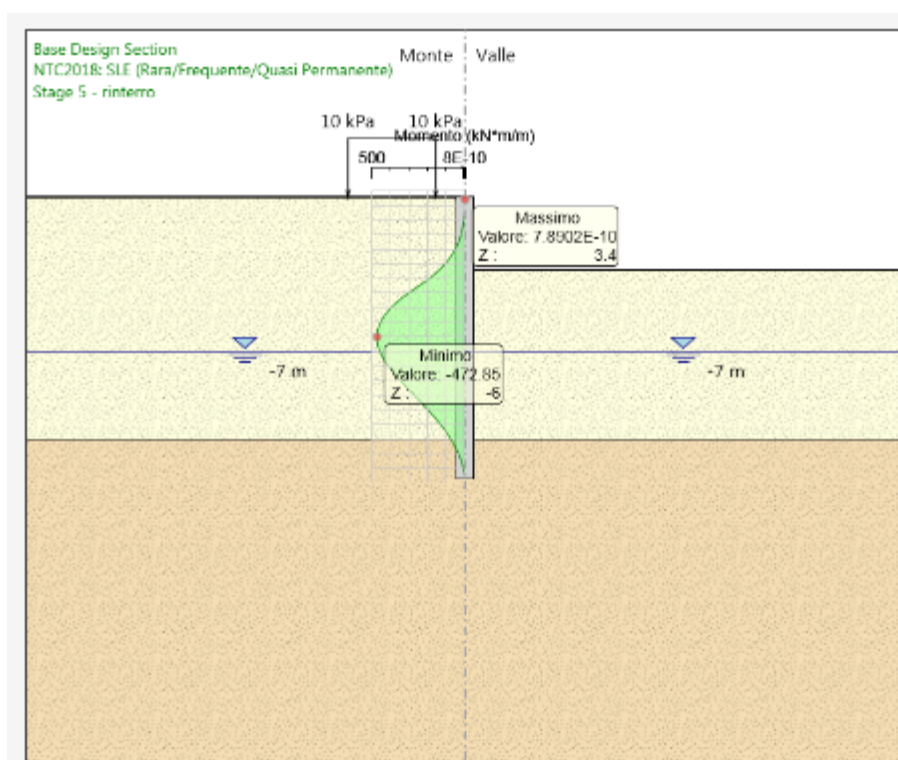 Base Design Section
NTC2018: SLE (Rara/Frequente/Quasi Permanente)
Stage 5 - rinterro
Monte
Valle
10 kPa
10 kPa
Momento (kN*m/m)
500
8E-10
Massimo
Valore: 7.8902E-10
Z : 3.4
Minimo
Valore: -472.85
Z : -6
-7 m
-7 m